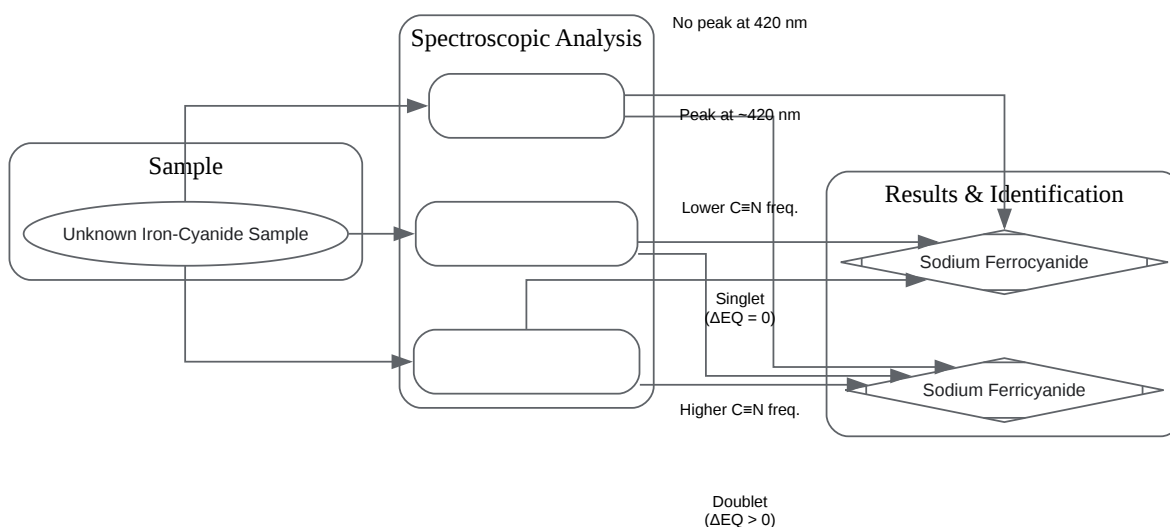 No peak at 420 nm
Spectroscopic Analysis
Peak at ~420 nm
Sample
Results & Identification
Lower C≡N freq.
Unknown Iron-Cyanide Sample
Sodium Ferrocyanide
Singlet
(ΔEQ = 0)
Sodium Ferricyanide
Higher C≡N freq.
Doublet
(ΔEQ > 0)